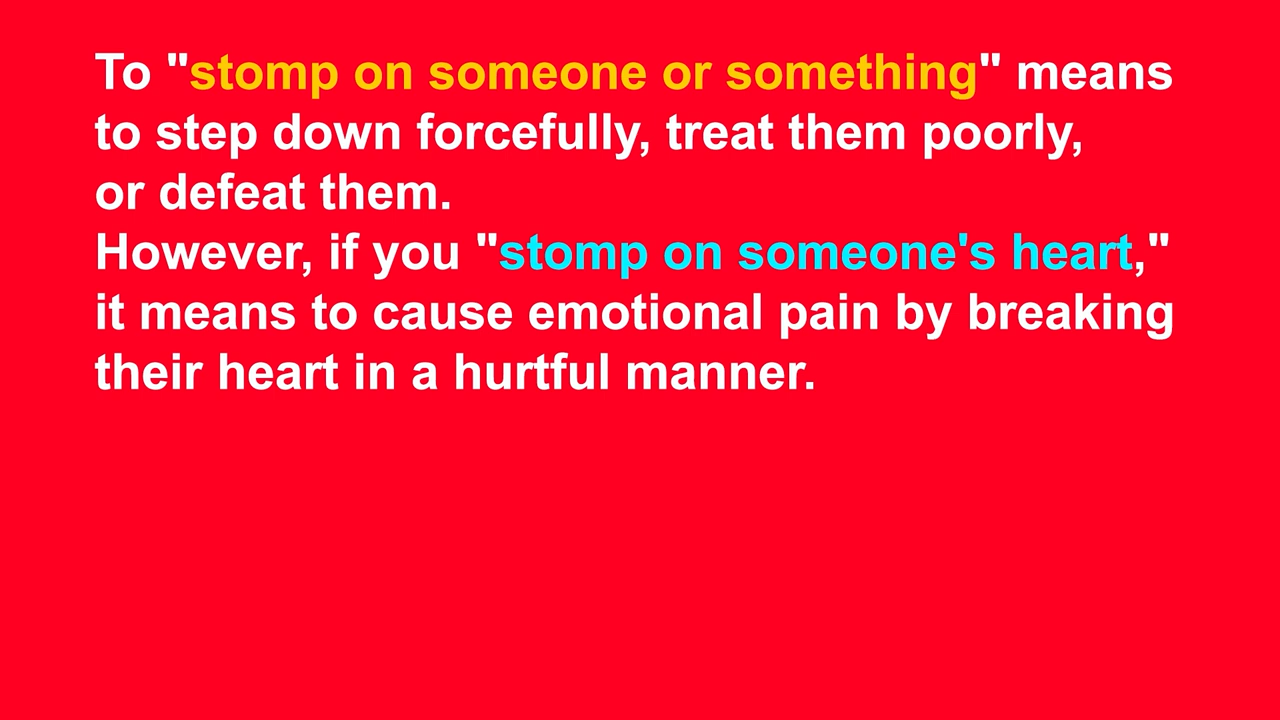 To "stomp on someone or something" means
to step down forcefully, treat them poorly,
or defeat them.
However, if you "stomp on someone's heart,"
it means to cause emotional pain by breaking
their heart in a hurtful manner.